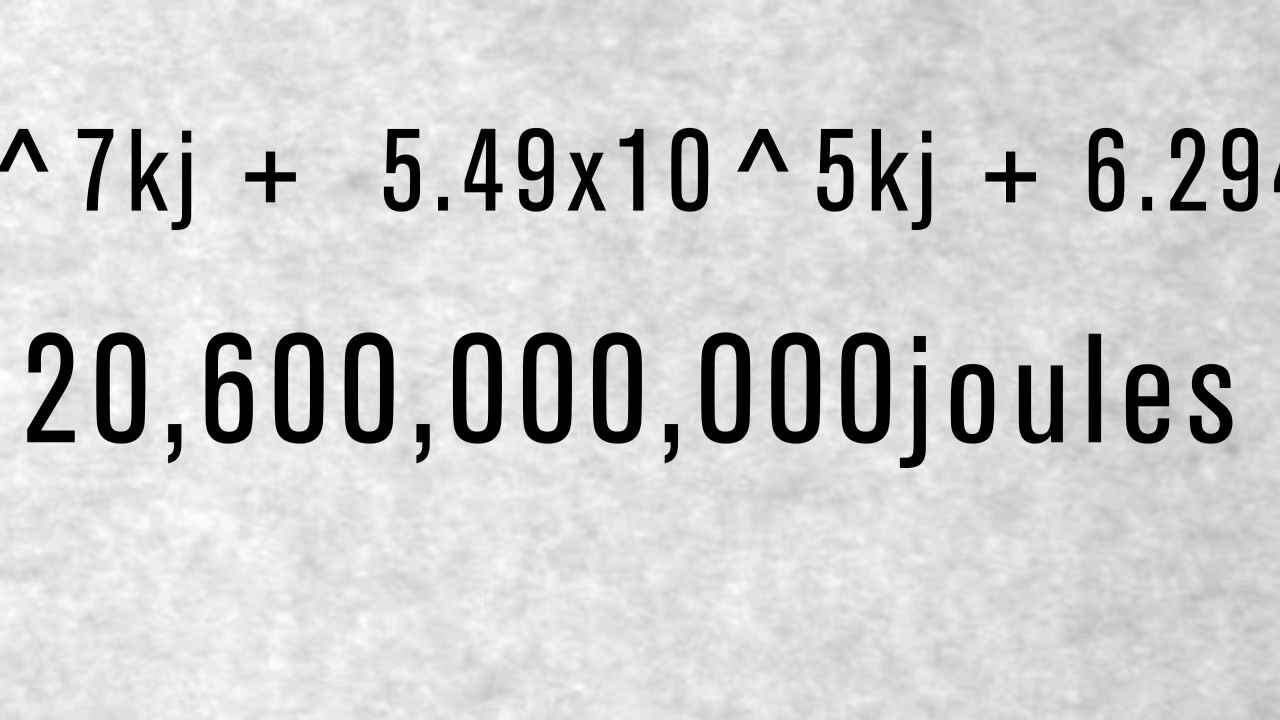 ^7kj + 5.49x10^5kj + 6.29
20,600,000,000joules